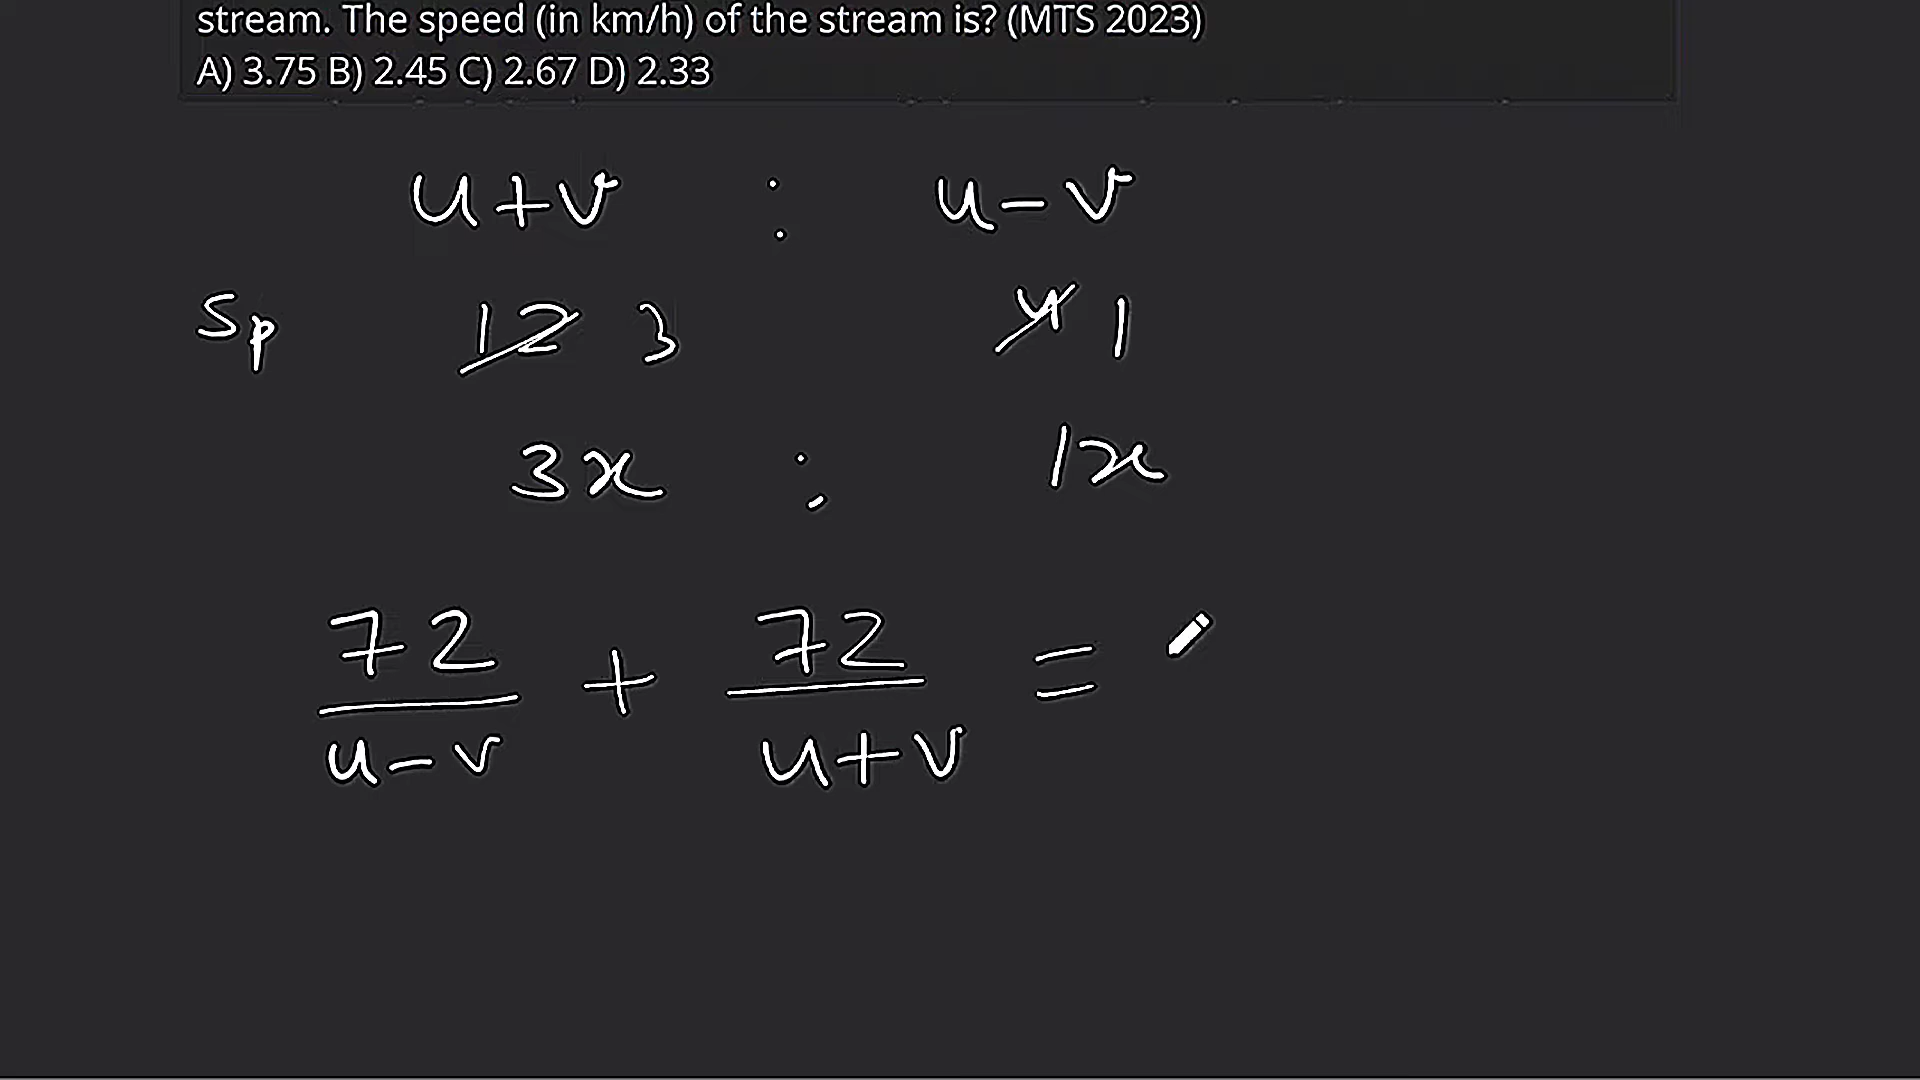 stream. The speed (in km/h) of the stream is? (MTS 2023)
A) 3.75 B) 2.45 C) 2.67 D) 2.33
u+v : u-v
Sp 12 3 4 1
3x : 1x
72/u-v + 72/u+v =